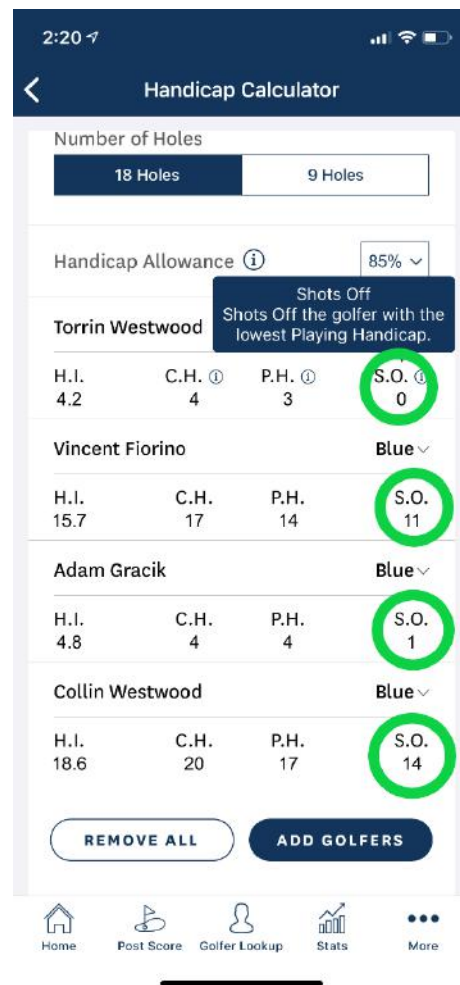 2:20
Handicap Calculator
Number of Holes
18 Holes 9 Holes
Handicap Allowance 85%
Shots Off
Shots Off the golfer with the
lowest Playing Handicap.
Torrin Westwood
H.I. C.H. P.H. S.O.
4.2 4 3 0
Vincent Fiorino Blue
H.I. C.H. P.H. S.O.
15.7 17 14 11
Adam Gracik Blue
H.I. C.H. P.H. S.O.
4.8 4 4 1
Collin Westwood Blue
H.I. C.H. P.H. S.O.
18.6 20 17 14
REMOVE ALL ADD GOLFERS
Home Post Score Golfer Lookup Stats More